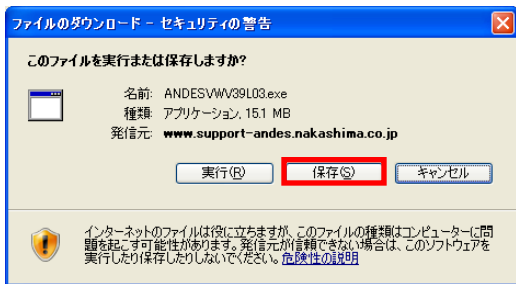 ファイルのダウンロード - セキュリティの警告
このファイルを実行または保存しますか?
名前: ANDESVWV39L03.exe
種類: アプリケーション, 15.1 MB
発信元: www.support-andes.nakashima.co.jp
実行(R) 保存(S) キャンセル
インターネットのファイルは役に立ちますが、このファイルの種類はコンピューターに問
題を起こす可能性があります。発信元が信頼できない場合は、このソフトウェアを
実行したり保存したりしないでください。危険性の説明